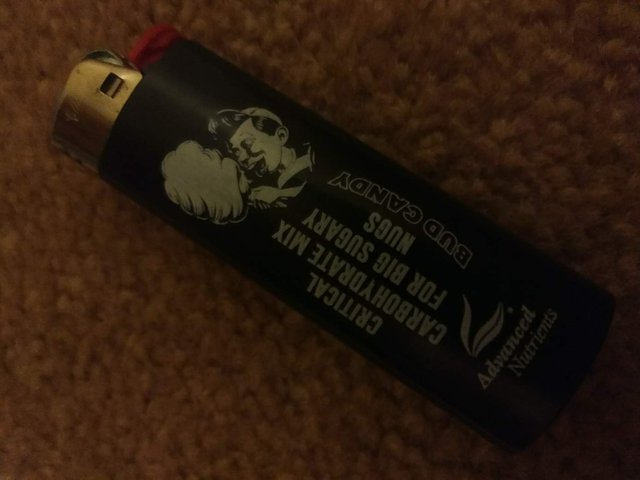 BUD CANDY
CRITICAL
CARBOHYDRATE MIX
FOR BIG SUGARY
NUGS
Advanced
Nutrients